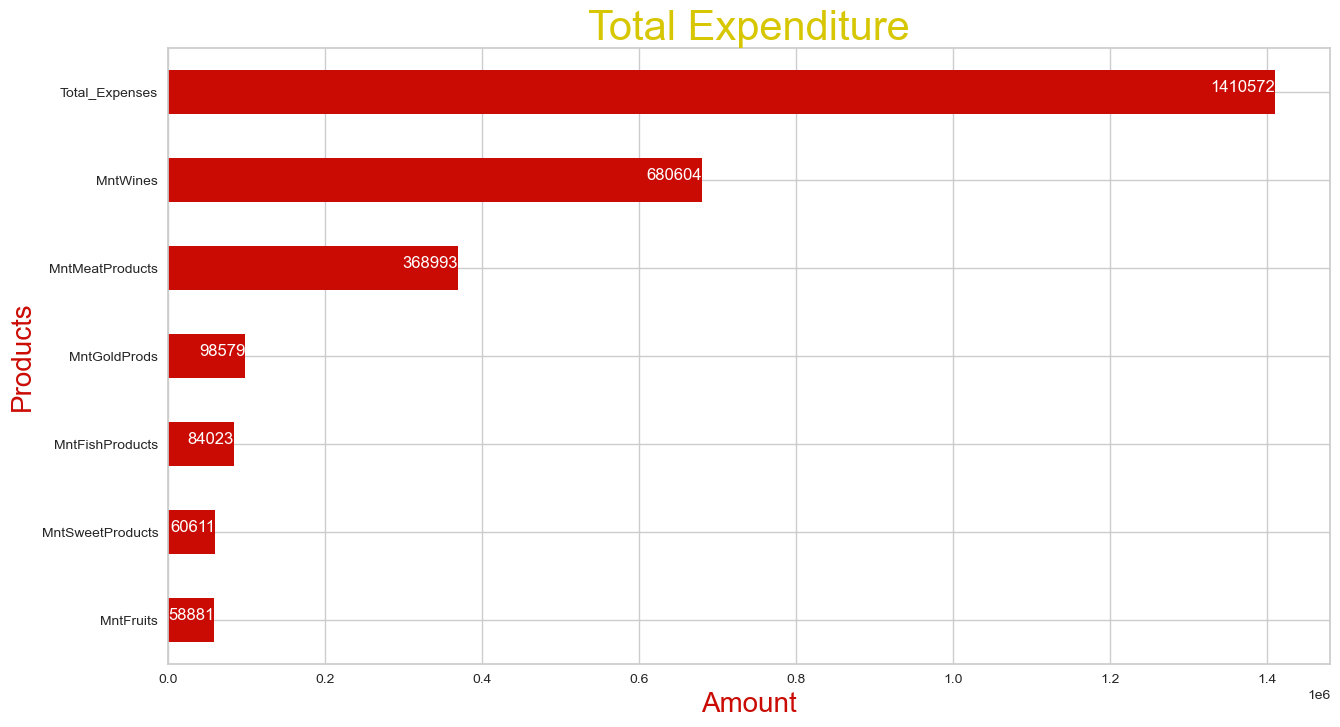 Total Expenditure
Total_Expenses
1410572
MntWines
680604
MntMeatProducts
368993
MntGoldProds
98579
MntFishProducts
84023
MntSweetProducts
60611
MntFruits
58881
Products
0.0 0.2 0.4 0.6 0.8 1.0 1.2 1.4
1e6
Amount